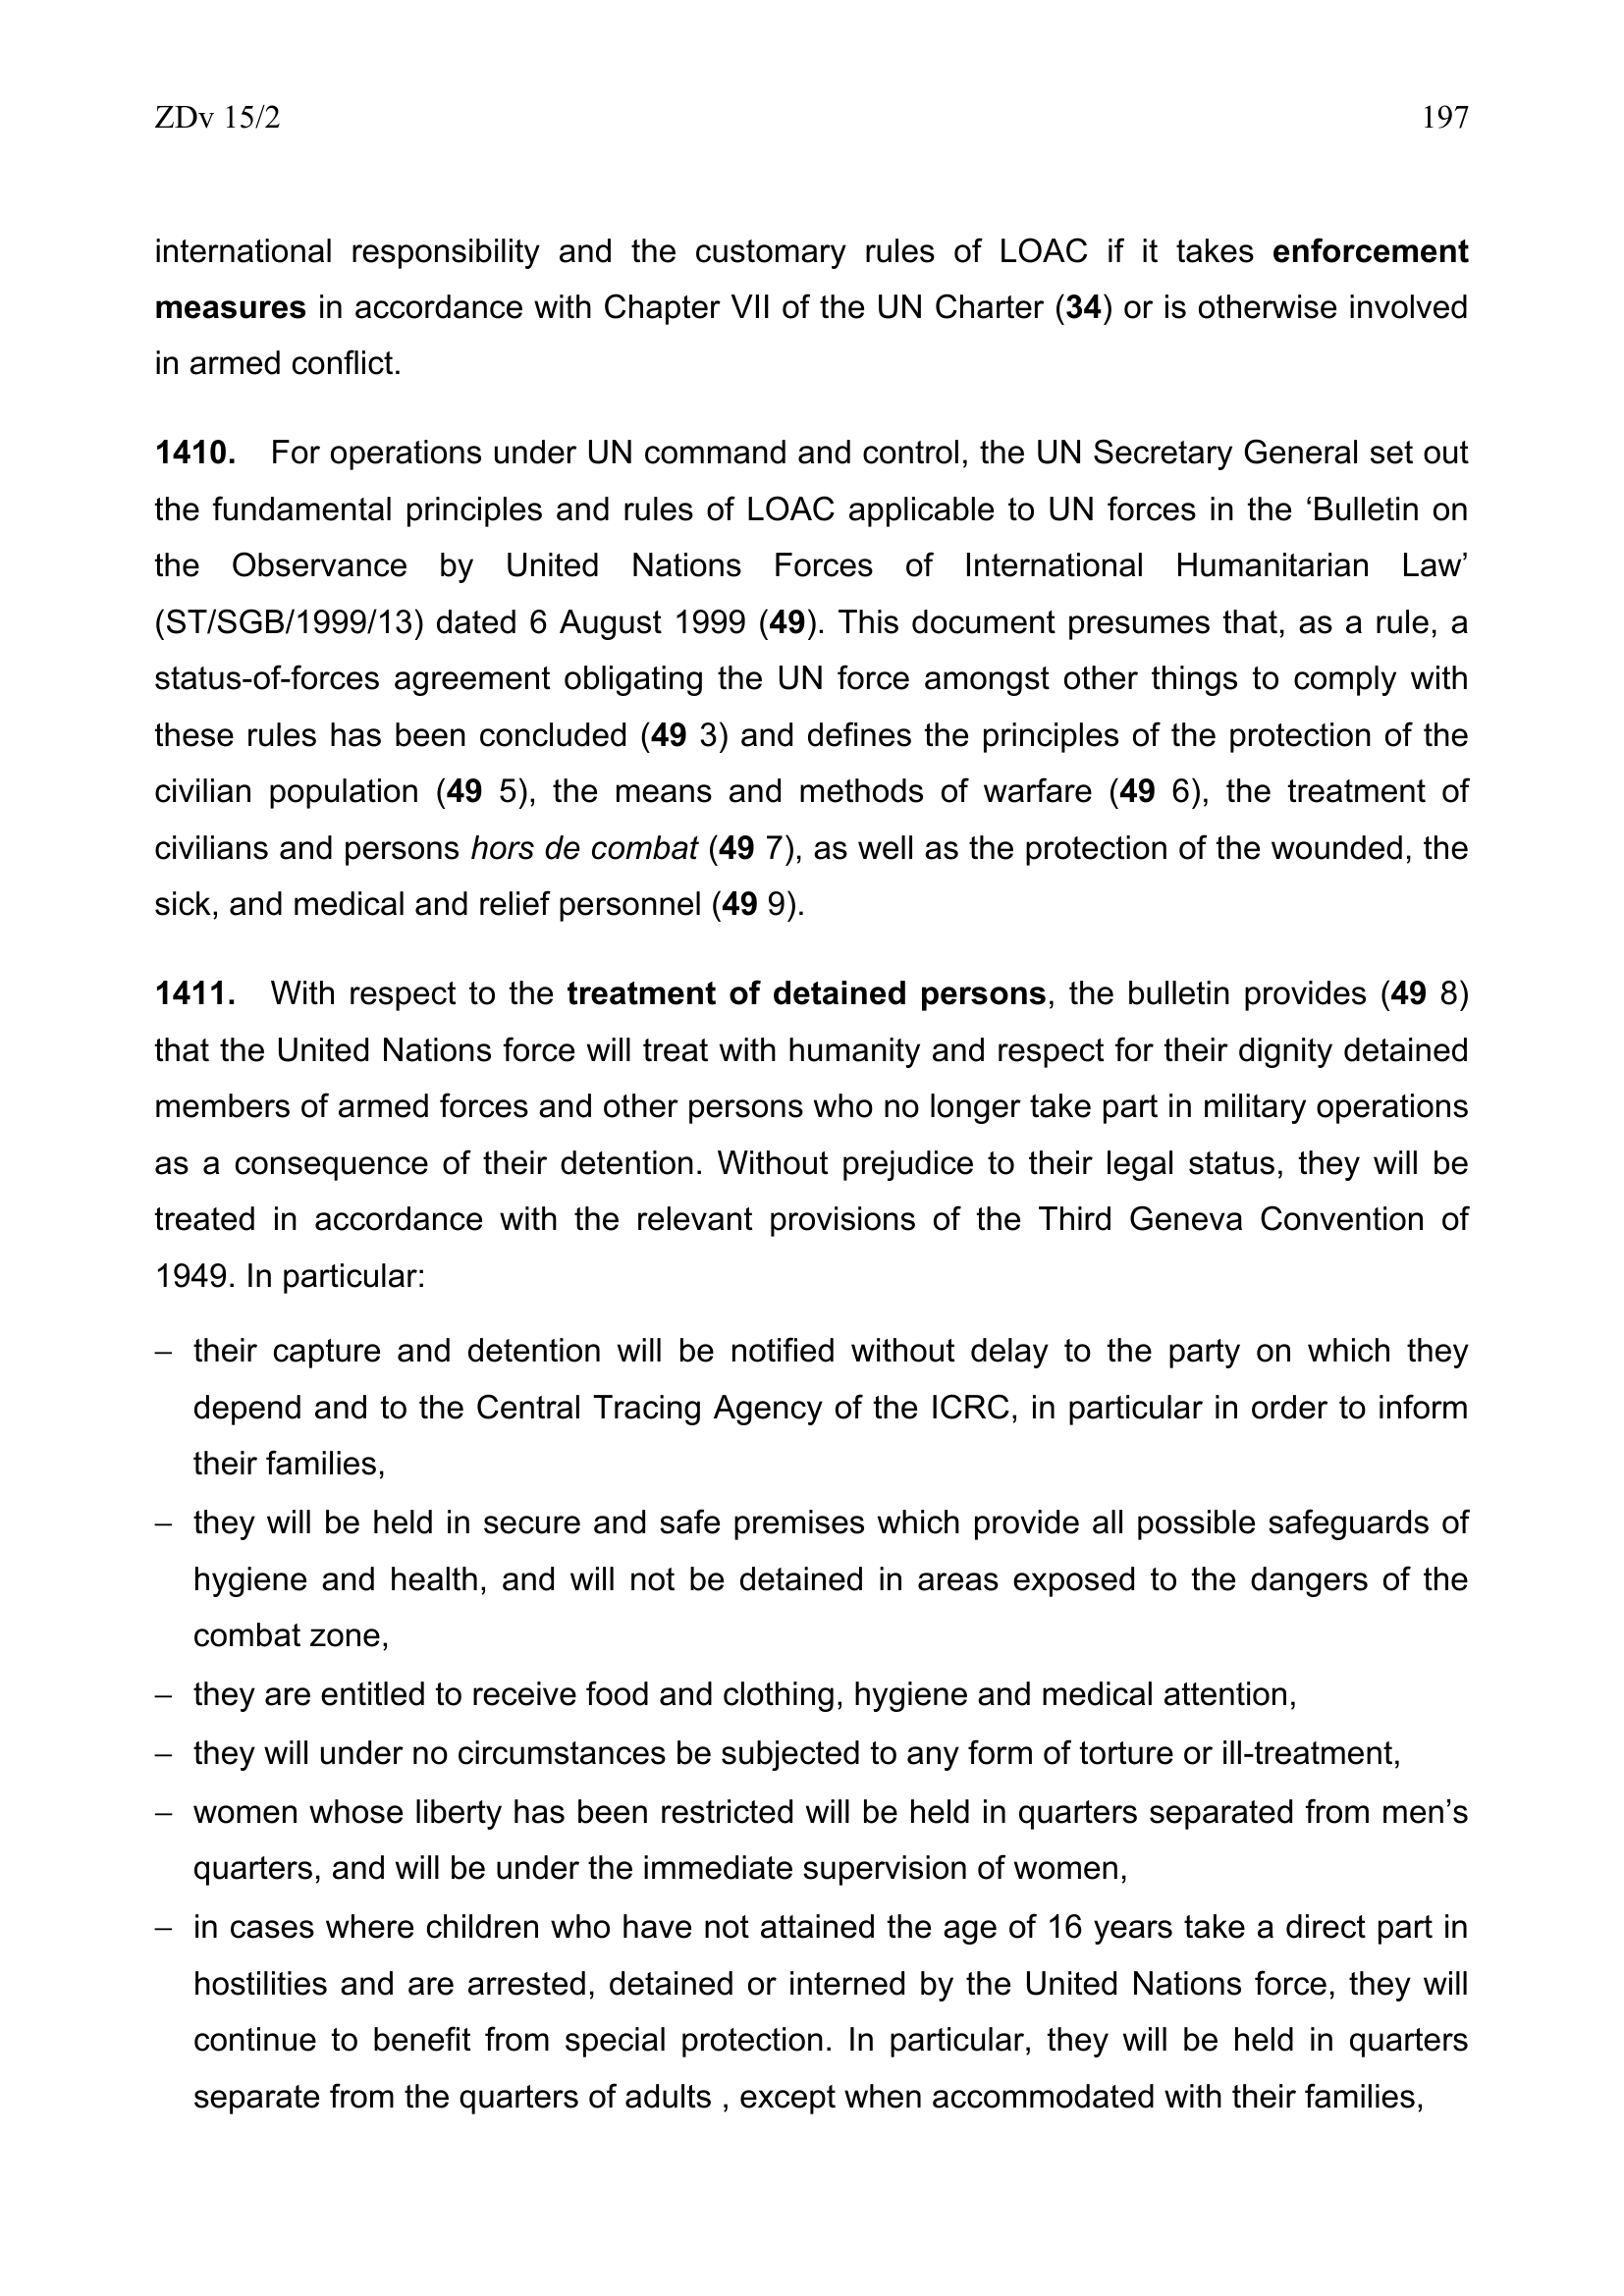 ZDv 15/2 197
international responsibility and the customary rules of LOAC if it takes enforcement
measures in accordance with Chapter VII of the UN Charter (34) or is otherwise involved
in armed conflict.
1410. For operations under UN command and control, the UN Secretary General set out
the fundamental principles and rules of LOAC applicable to UN forces in the ‘Bulletin on
the Observance by United Nations Forces of International Humanitarian Law’
(ST/SGB/1999/13) dated 6 August 1999 (49). This document presumes that, as a rule, a
status-of-forces agreement obligating the UN force amongst other things to comply with
these rules has been concluded (49 3) and defines the principles of the protection of the
civilian population (49 5), the means and methods of warfare (49 6), the treatment of
civilians and persons hors de combat (49 7), as well as the protection of the wounded, the
sick, and medical and relief personnel (49 9).
1411. With respect to the treatment of detained persons, the bulletin provides (49 8)
that the United Nations force will treat with humanity and respect for their dignity detained
members of armed forces and other persons who no longer take part in military operations
as a consequence of their detention. Without prejudice to their legal status, they will be
treated in accordance with the relevant provisions of the Third Geneva Convention of
1949. In particular:
– their capture and detention will be notified without delay to the party on which they
depend and to the Central Tracing Agency of the ICRC, in particular in order to inform
their families,
– they will be held in secure and safe premises which provide all possible safeguards of
hygiene and health, and will not be detained in areas exposed to the dangers of the
combat zone,
– they are entitled to receive food and clothing, hygiene and medical attention,
– they will under no circumstances be subjected to any form of torture or ill-treatment,
– women whose liberty has been restricted will be held in quarters separated from men’s
quarters, and will be under the immediate supervision of women,
– in cases where children who have not attained the age of 16 years take a direct part in
hostilities and are arrested, detained or interned by the United Nations force, they will
continue to benefit from special protection. In particular, they will be held in quarters
separate from the quarters of adults , except when accommodated with their families,